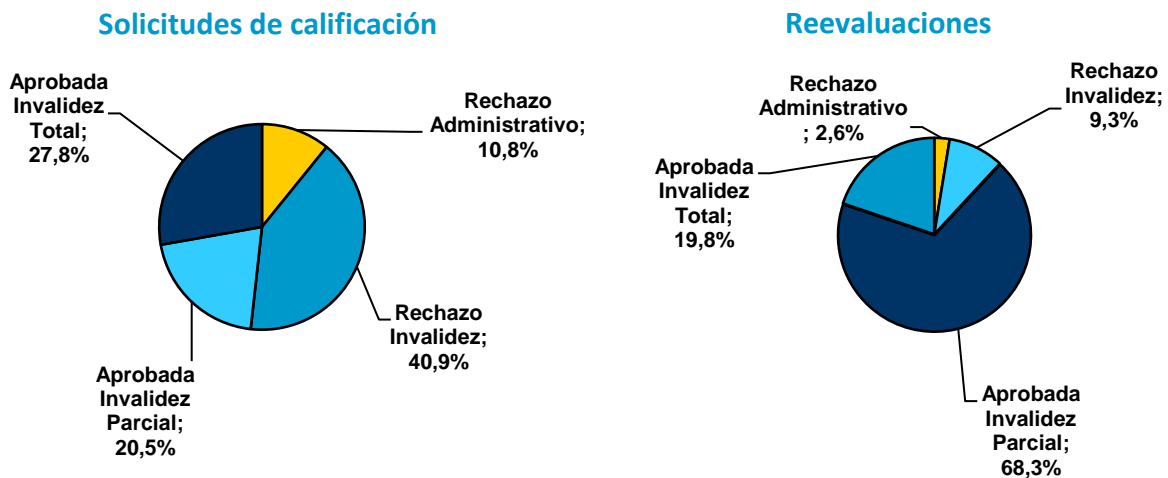 Solicitudes de calificación
Aprobada
Invalidez
Total;
27,8%
Rechazo
Administrativo;
10,8%
Rechazo
Invalidez;
40,9%
Aprobada
Invalidez
Parcial;
20,5%
Reevaluaciones
Rechazo
Administrativo
; 2,6%
Rechazo
Invalidez;
9,3%
Aprobada
Invalidez
Total;
19,8%
Aprobada
Invalidez
Parcial;
68,3%